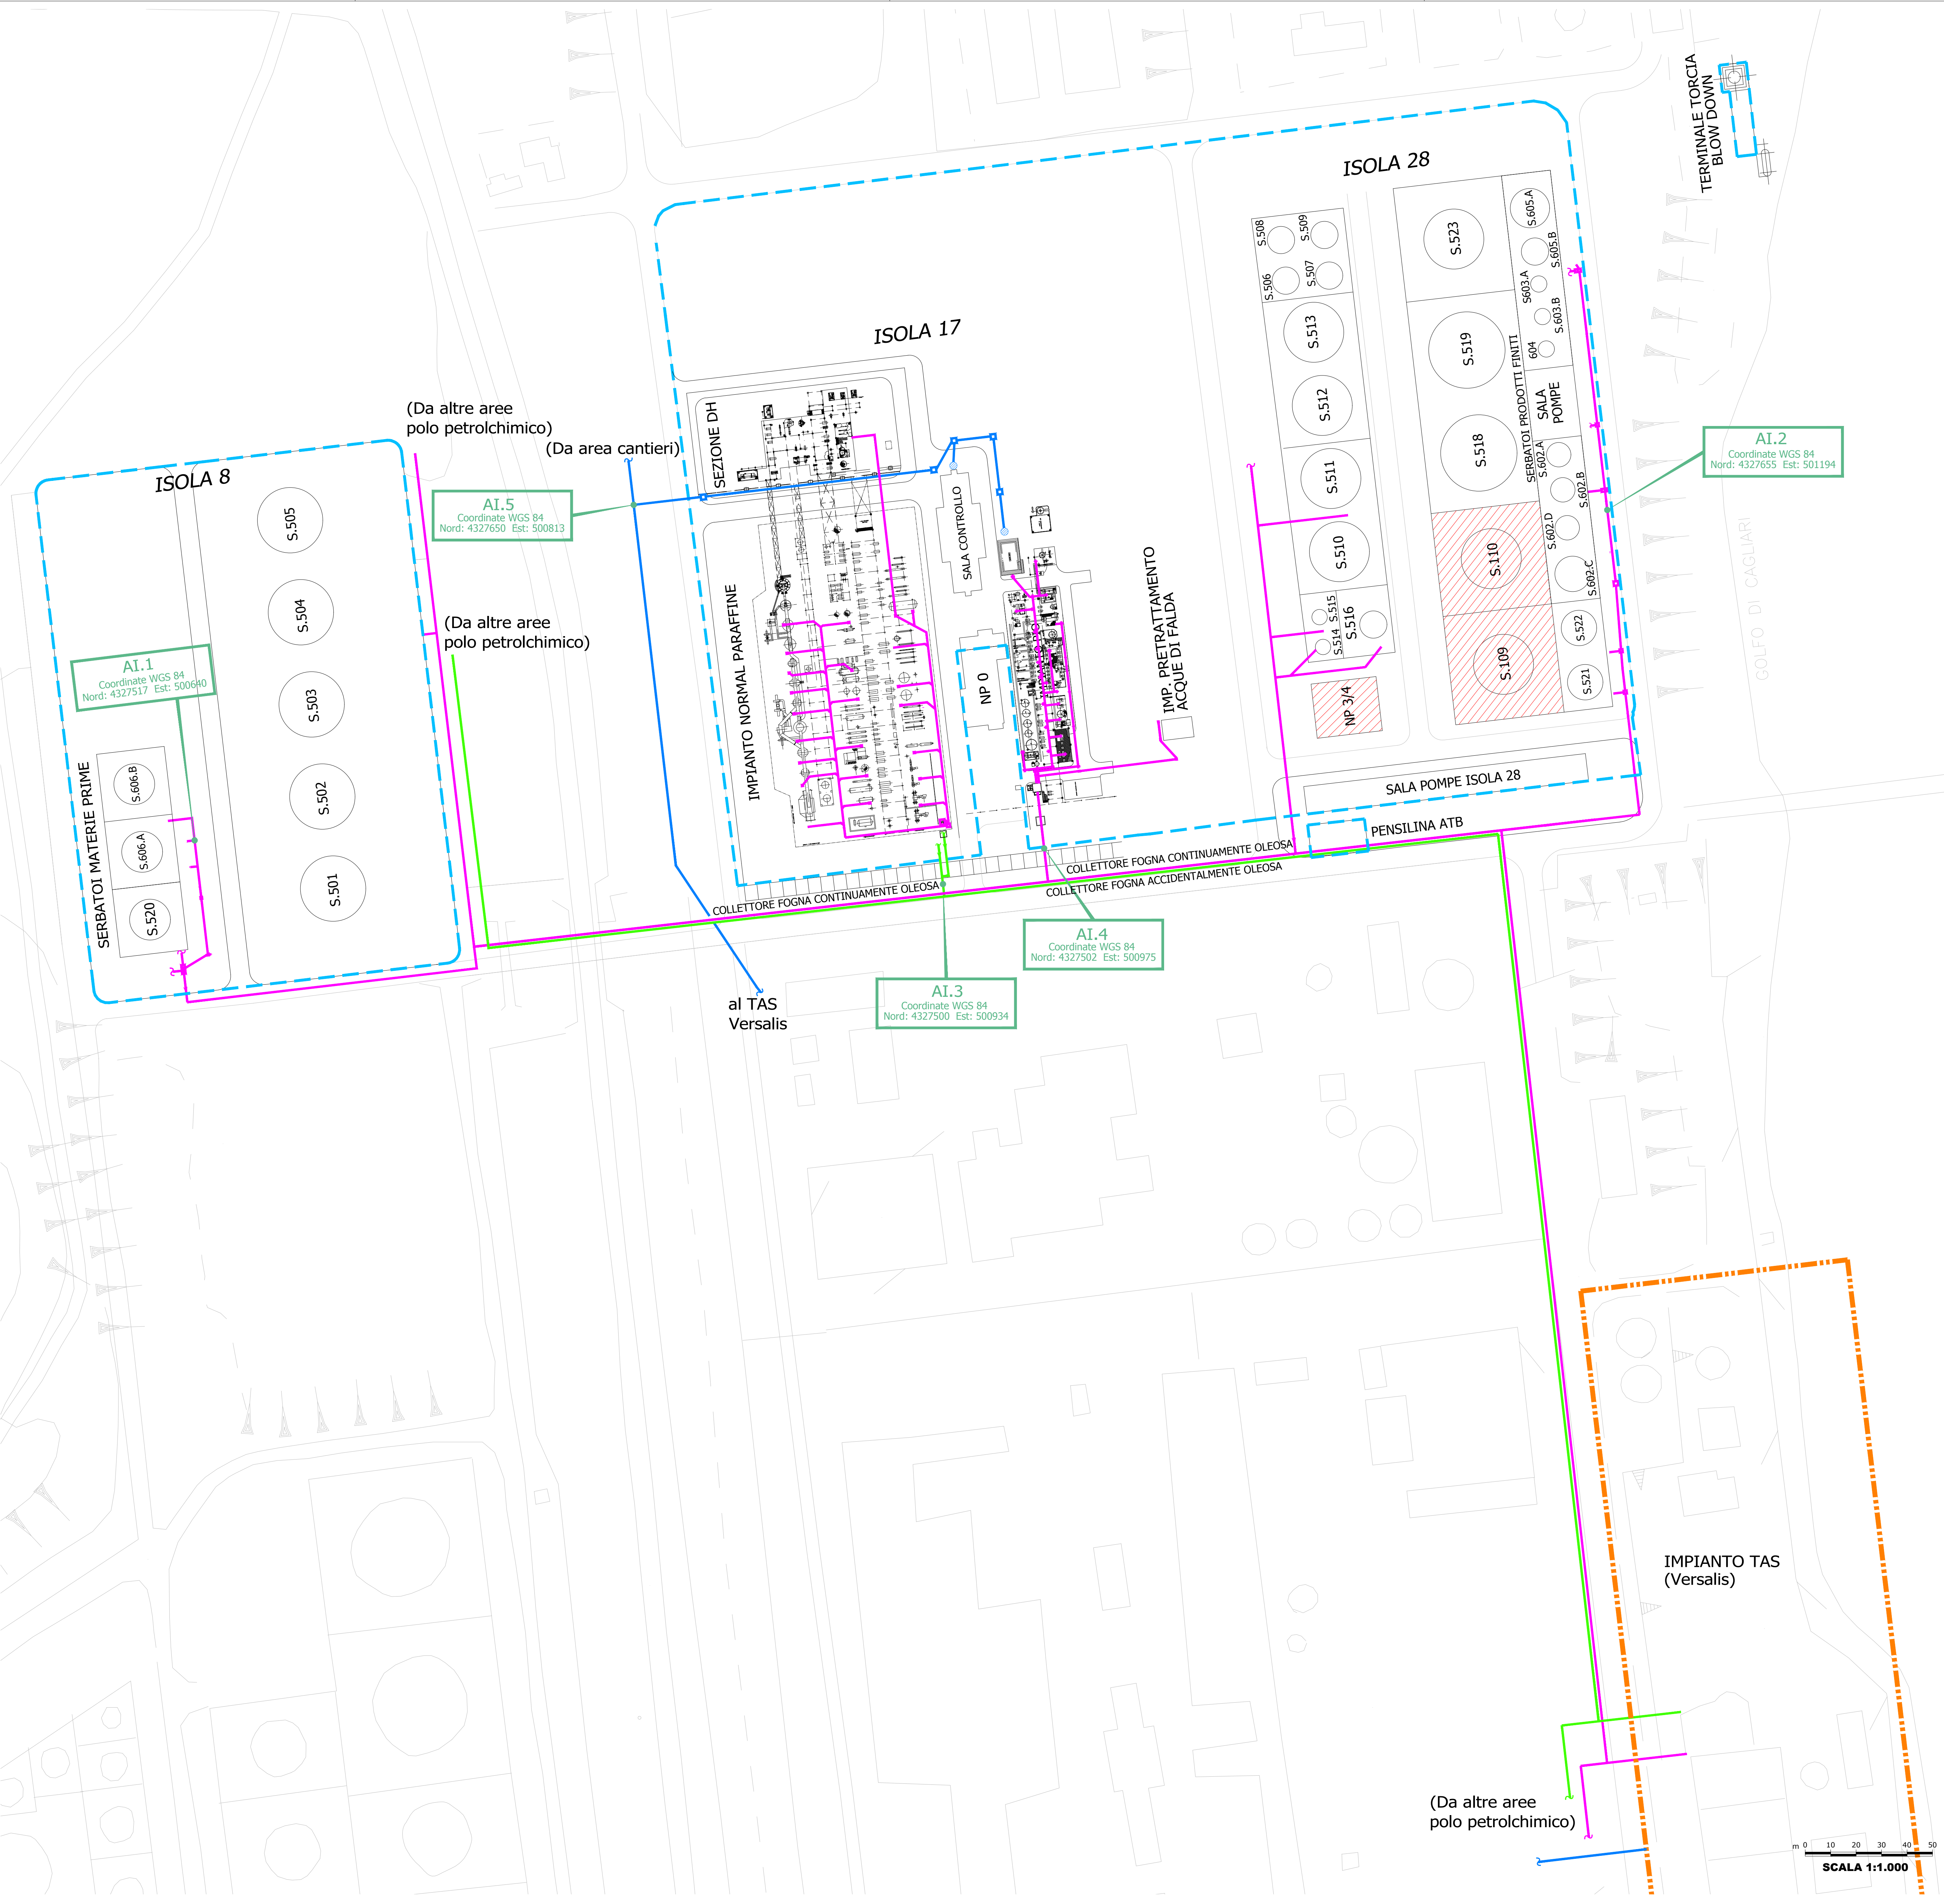 TERMINALE TORCIA
BLOW DOWN
ISOLA 28
S.508
S.509
S.506
S.507
S.513
S.512
S.511
S.510
S.515
S.514
S.516
NP 3/4
S.523
S.519
S.518
S.110
S.109
SERBATOI PRODOTTI FINITI
S.605.A
S.605.B
S603.A
S.603.B
604
SALA
POMPE
S.602.A
S.602.B
S.602.D
S.602.C
S.522
S.521
SALA POMPE ISOLA 28
PENSILINA ATB
AI.2
Coordinate WGS 84
Nord: 4327655 Est: 501194
GOLFO DI CAGLIARI
ISOLA 17
SEZIONE DH
IMPIANTO NORMAL PARAFFINE
SALA CONTROLLO
NP 0
IMP. PRETRATTAMENTO
ACQUE DI FALDA
(Da altre aree
polo petrolchimico)
(Da area cantieri)
AI.5
Coordinate WGS 84
Nord: 4327650 Est: 500813
(Da altre aree
polo petrolchimico)
ISOLA 8
S.505
S.504
S.503
S.502
S.501
AI.1
Coordinate WGS 84
Nord: 4327517 Est: 500640
SERBATOI MATERIE PRIME
S.606.B
S.606.A
S.520
COLLETTORE FOGNA CONTINUAMENTE OLEOSA
COLLETTORE FOGNA CONTINUAMENTE OLEOSA
COLLETTORE FOGNA ACCIDENTALMENTE OLEOSA
AI.4
Coordinate WGS 84
Nord: 4327502 Est: 500975
AI.3
Coordinate WGS 84
Nord: 4327500 Est: 500934
al TAS
Versalis
IMPIANTO TAS
(Versalis)
(Da altre aree
polo petrolchimico)
m 0 10 20 30 40 50
SCALA 1:1.000